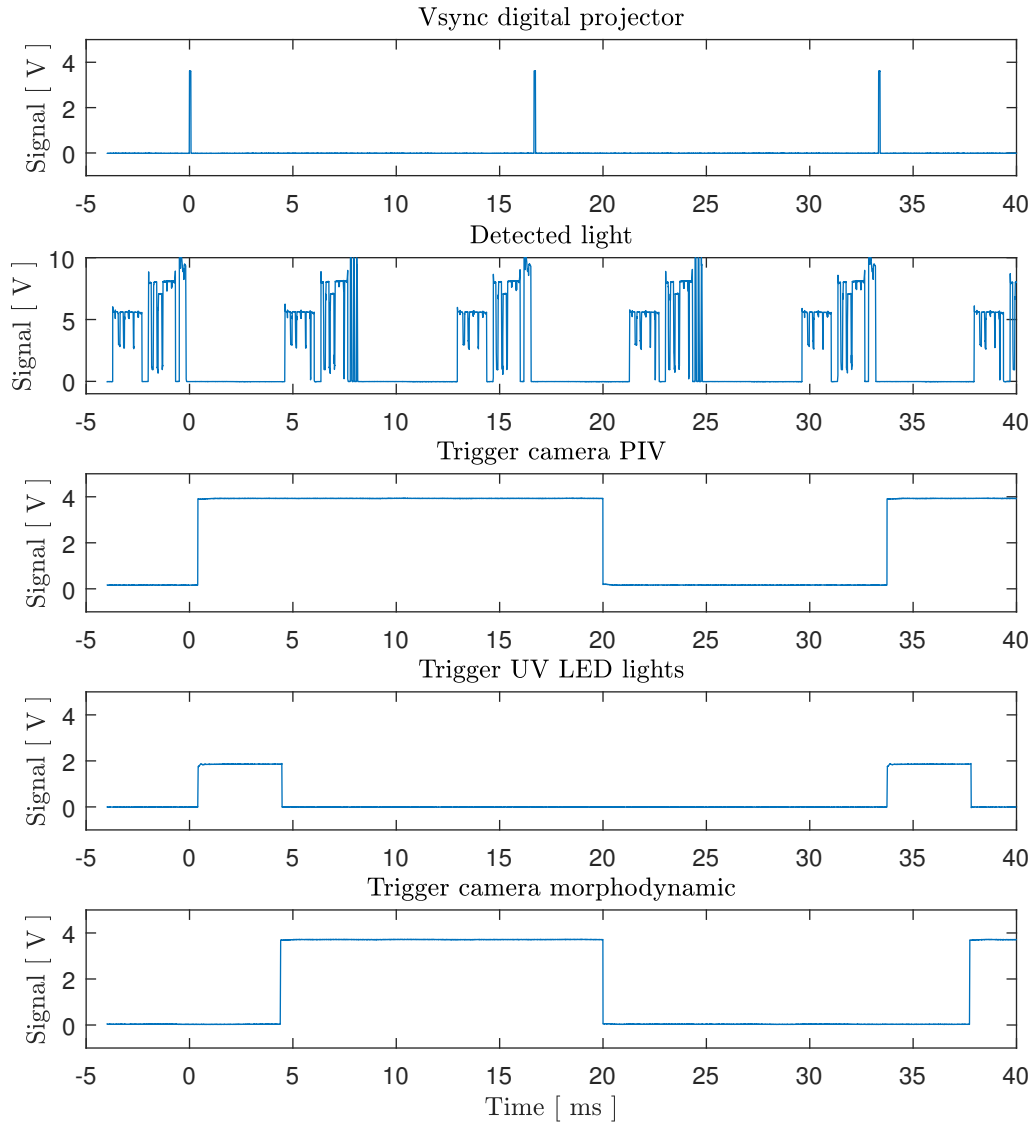 Vsync digital projector
Signal [ V ]
4
2
0
-5 0 5 10 15 20 25 30 35 40
Detected light
Signal [ V ]
10
5
0
-5 0 5 10 15 20 25 30 35 40
Trigger camera PIV
Signal [ V ]
4
2
0
-5 0 5 10 15 20 25 30 35 40
Trigger UV LED lights
Signal [ V ]
4
2
0
-5 0 5 10 15 20 25 30 35 40
Trigger camera morphodynamic
Signal [ V ]
4
2
0
-5 0 5 10 15 20 25 30 35 40
Time [ ms ]